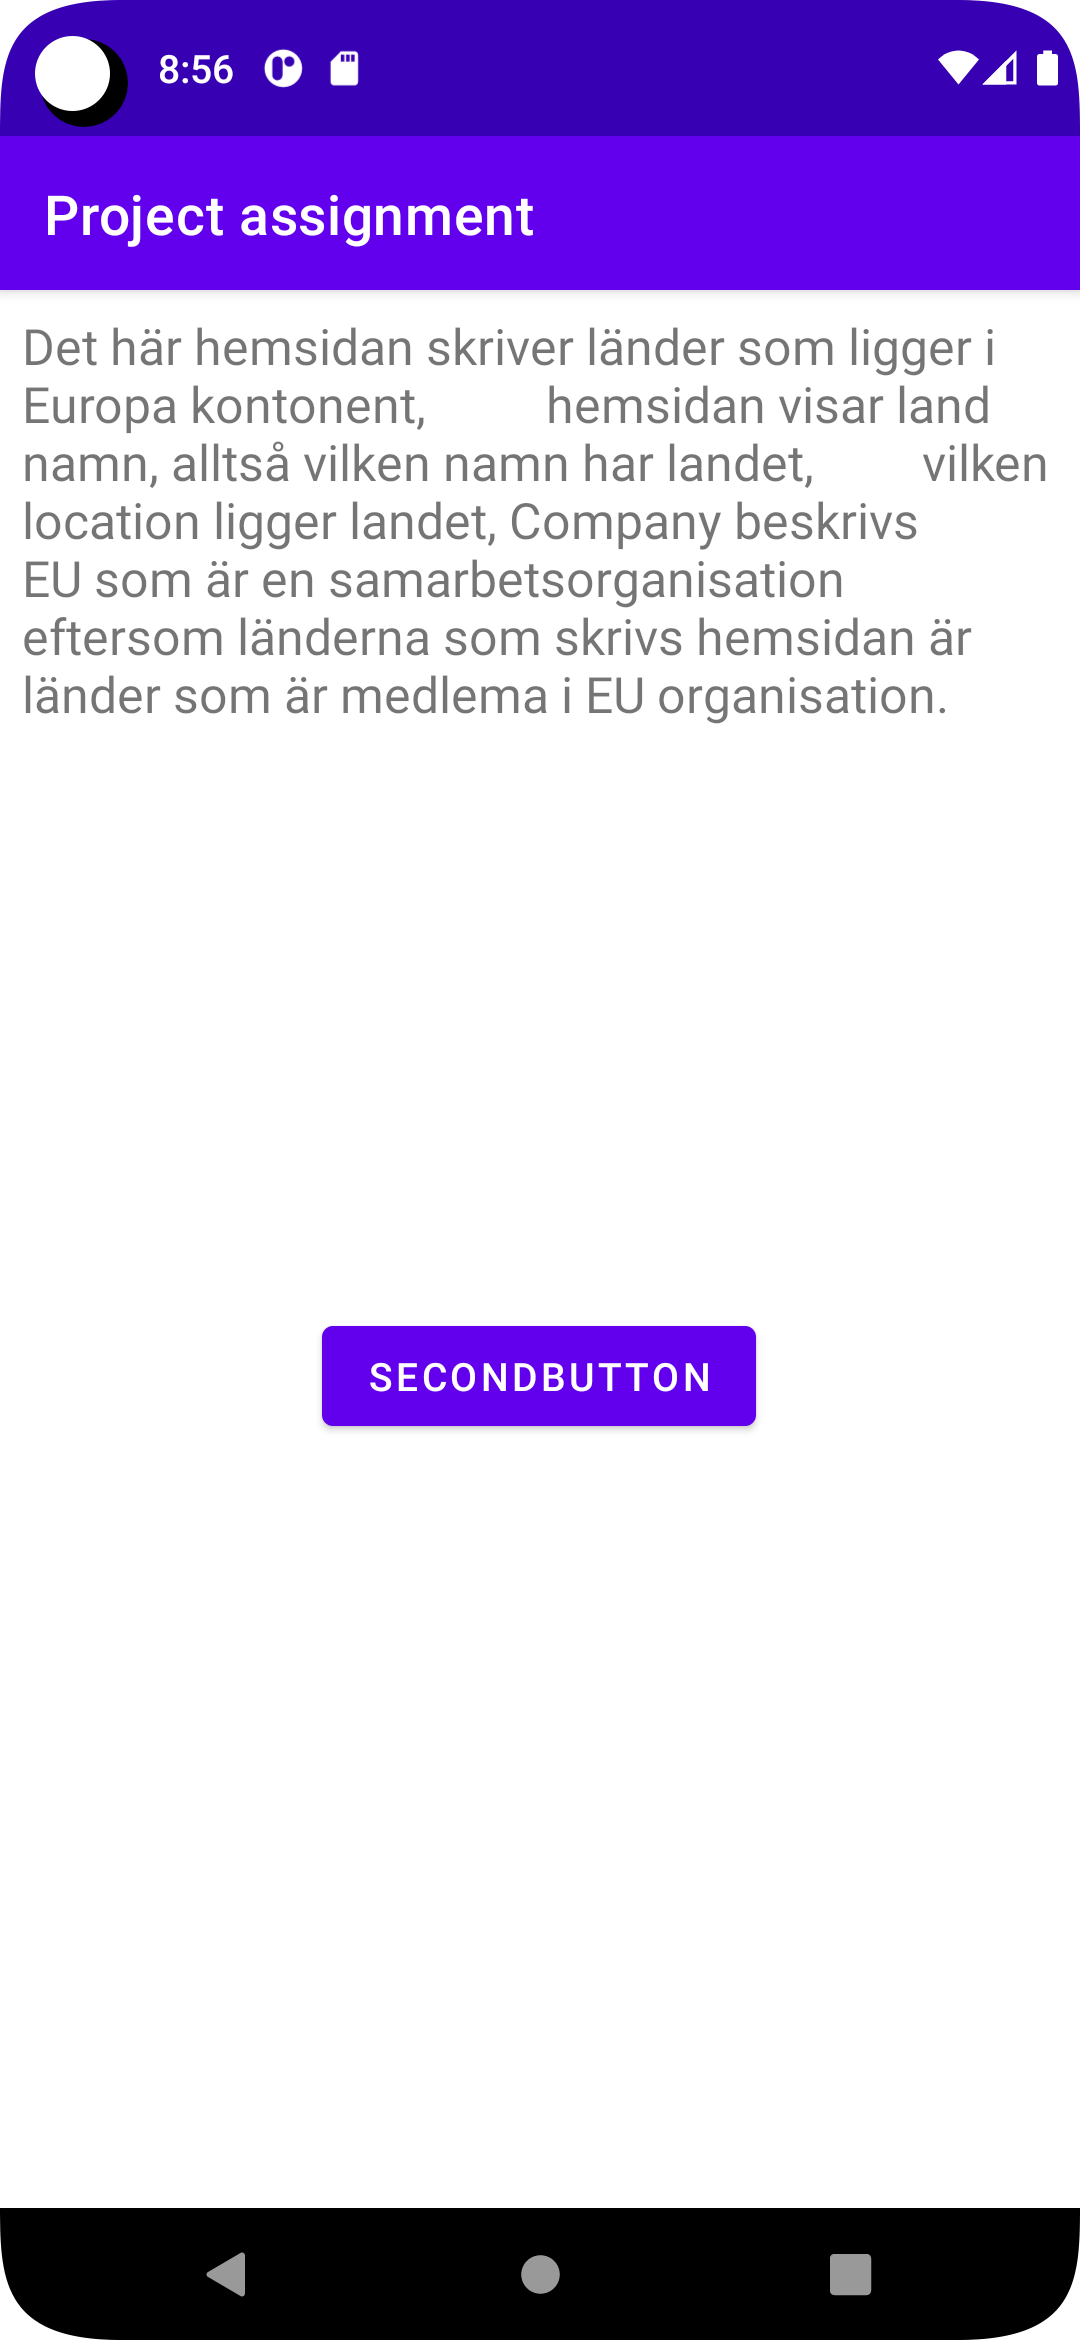 8:56
Project assignment
Det här hemsidan skriver länder som ligger i
Europa kontonent, hemsidan visar land
namn, alltså vilken namn har landet, vilken
location ligger landet, Company beskrivs
EU som är en samarbetsorganisation
eftersom länderna som skrivs hemsidan är
länder som är medlema i EU organisation.
SECONDBUTTON